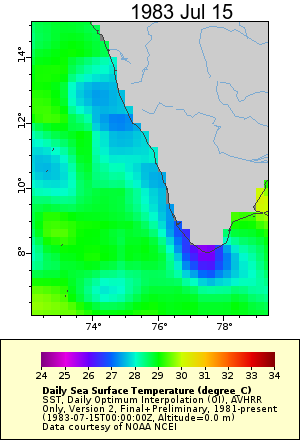 1983 Jul 15
14°
12°
10°
8°
74° 76° 78°
24 25 26 27 28 29 30 31 32 33 34
Daily Sea Surface Temperature (degree_C)
SST, Daily Optimum Interpolation (OI), AVHRR
Only, Version 2, Final+Preliminary, 1981-present
(1983-07-15T00:00:00Z, Altitude=0.0 m)
Data courtesy of NOAA NCEI